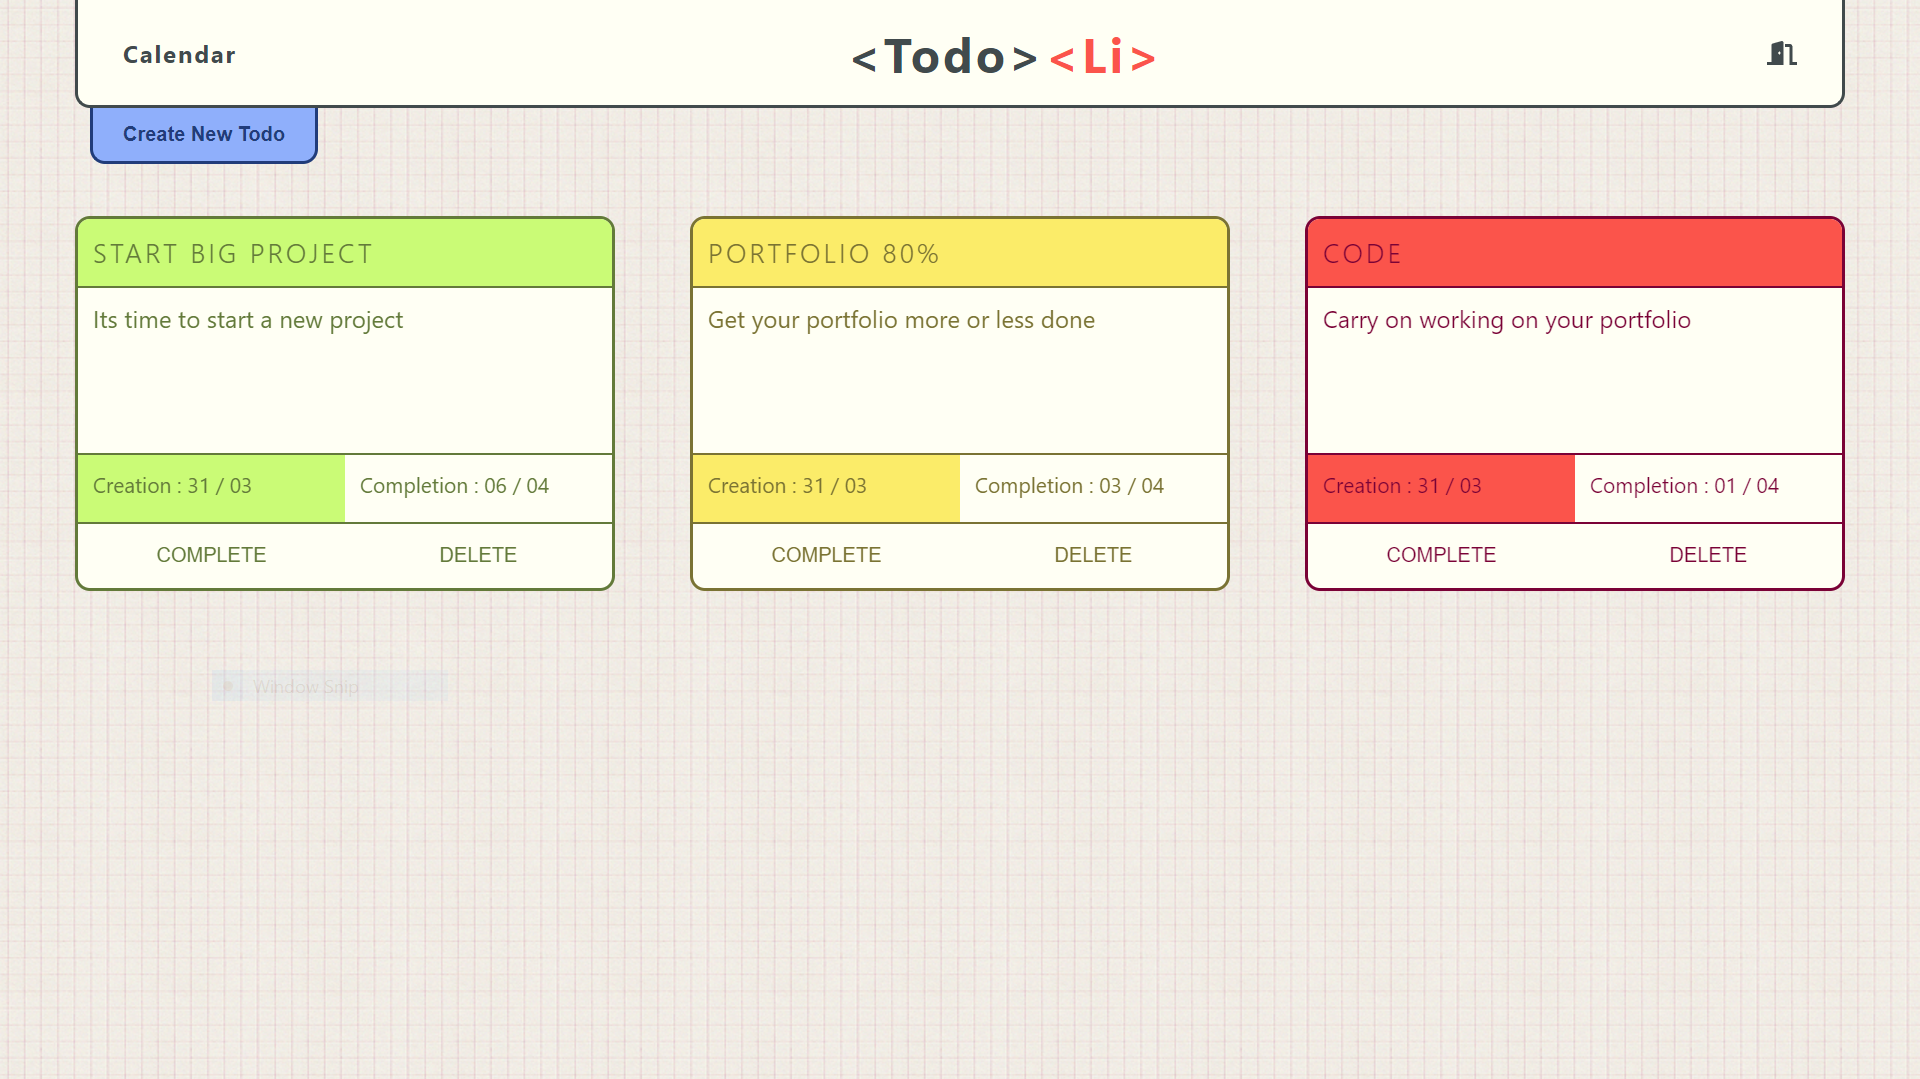 Calendar
<Todo><Li>
Create New Todo
START BIG PROJECT
Its time to start a new project
Creation : 31 / 03
Completion : 06 / 04
COMPLETE
DELETE
PORTFOLIO 80%
Get your portfolio more or less done
Creation : 31 / 03
Completion : 03 / 04
COMPLETE
DELETE
CODE
Carry on working on your portfolio
Creation : 31 / 03
Completion : 01 / 04
COMPLETE
DELETE
Window Snip